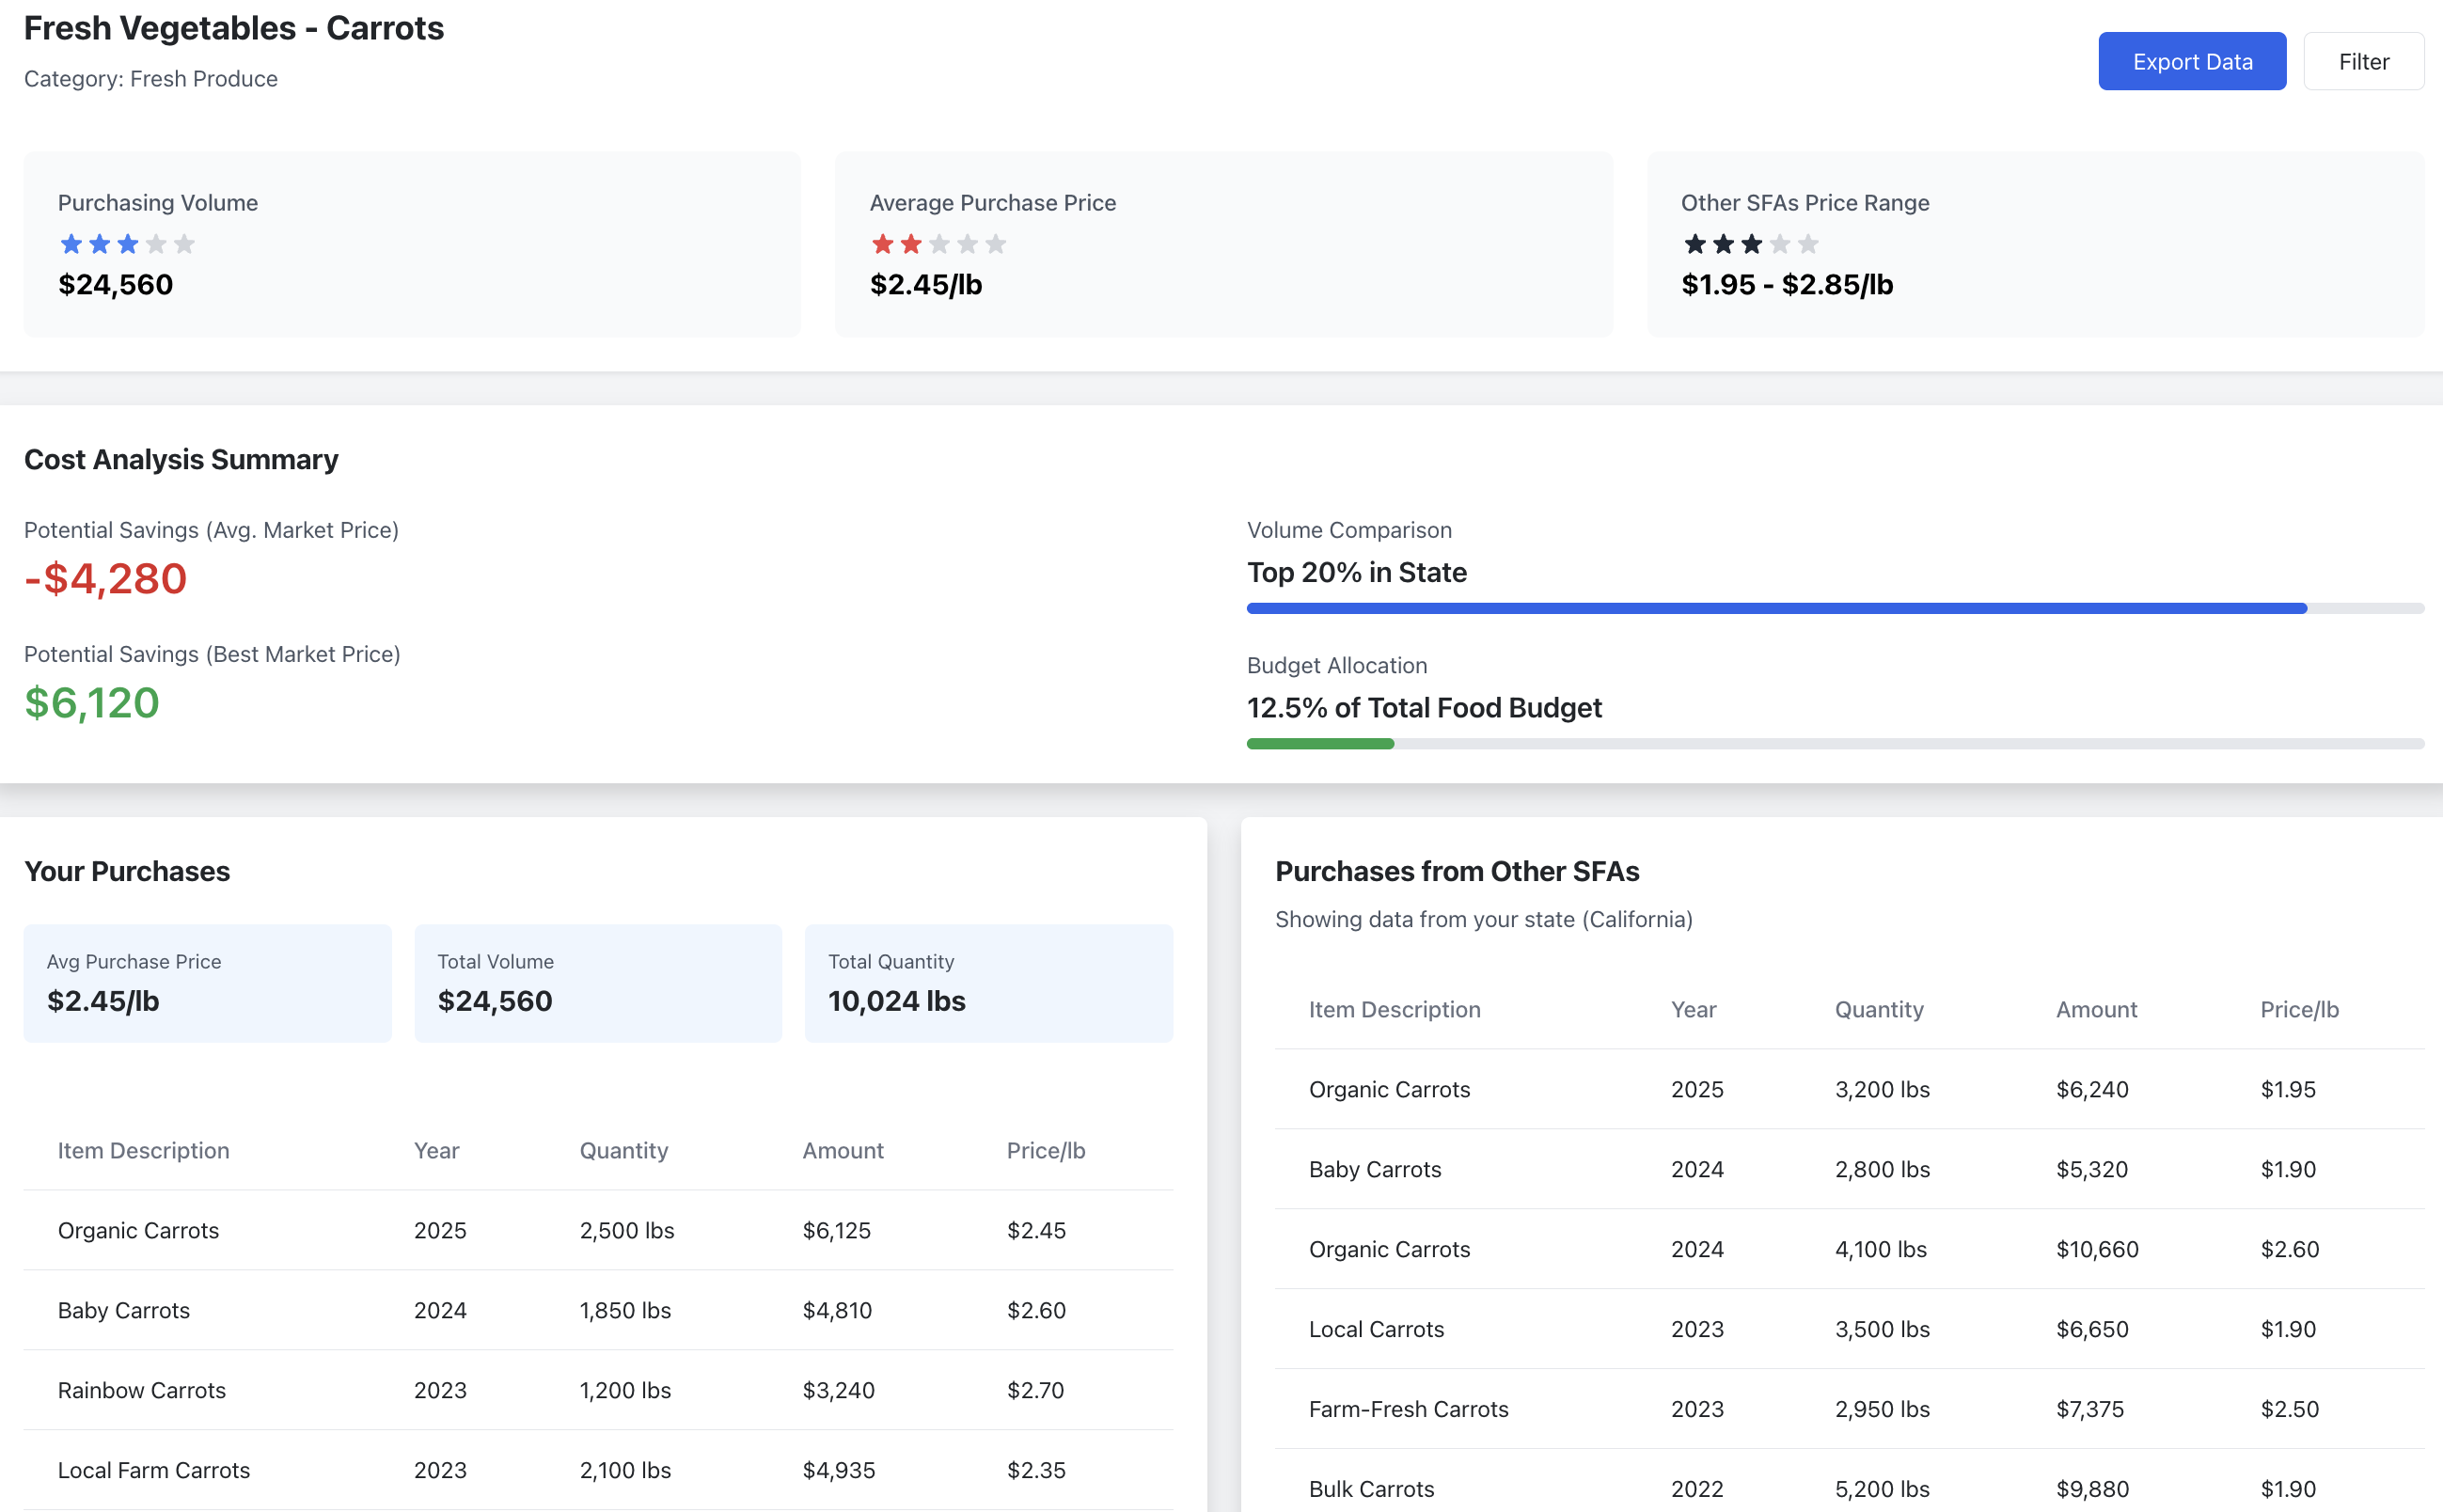 Fresh Vegetables - Carrots
Category: Fresh Produce
Export Data
Filter
Purchasing Volume
$24,560
Average Purchase Price
$2.45/lb
Other SFAs Price Range
$1.95 - $2.85/lb
Cost Analysis Summary
Potential Savings (Avg. Market Price)
-$4,280
Potential Savings (Best Market Price)
$6,120
Volume Comparison
Top 20% in State
Budget Allocation
12.5% of Total Food Budget
Your Purchases
Avg Purchase Price
$2.45/lb
Total Volume
$24,560
Total Quantity
10,024 lbs
Item Description Year Quantity Amount Price/lb
Organic Carrots 2025 2,500 lbs $6,125 $2.45
Baby Carrots 2024 1,850 lbs $4,810 $2.60
Rainbow Carrots 2023 1,200 lbs $3,240 $2.70
Local Farm Carrots 2023 2,100 lbs $4,935 $2.35
Purchases from Other SFAs
Showing data from your state (California)
Item Description Year Quantity Amount Price/lb
Organic Carrots 2025 3,200 lbs $6,240 $1.95
Baby Carrots 2024 2,800 lbs $5,320 $1.90
Organic Carrots 2024 4,100 lbs $10,660 $2.60
Local Carrots 2023 3,500 lbs $6,650 $1.90
Farm-Fresh Carrots 2023 2,950 lbs $7,375 $2.50
Bulk Carrots 2022 5,200 lbs $9,880 $1.90